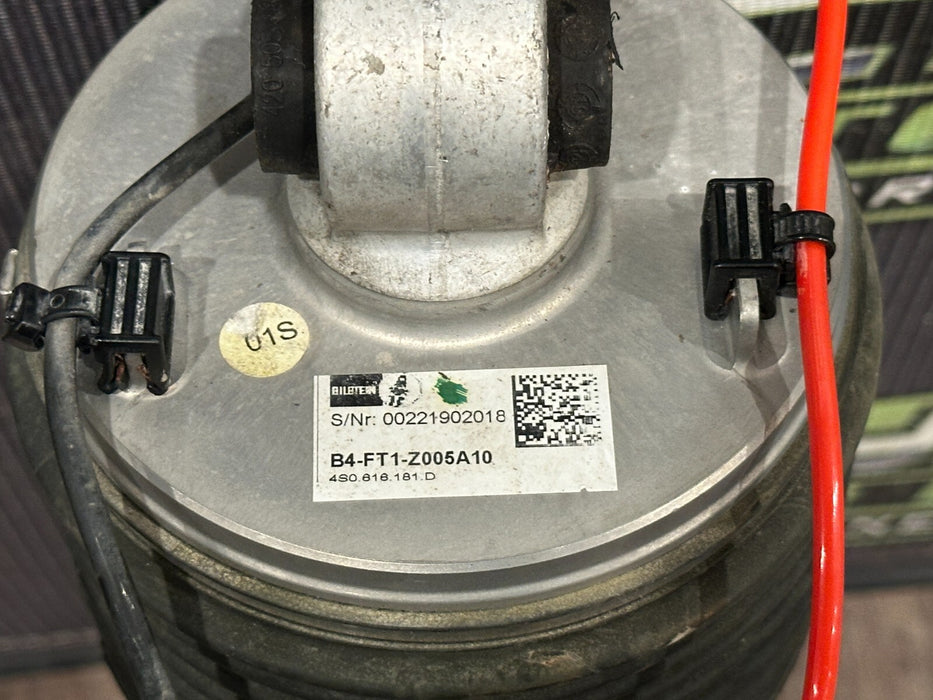 01S
BILSTEIN
S/Nr: 00221902018
B4-FT1-Z005A10
4S0.616.181.D